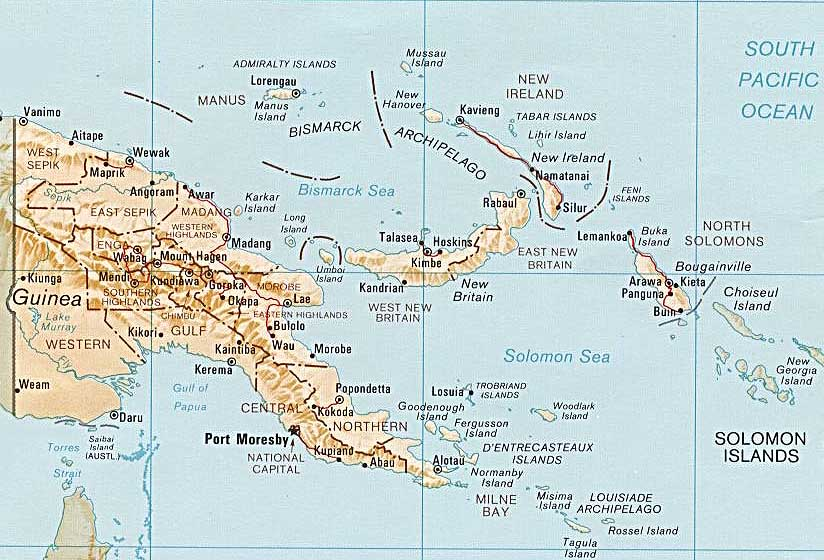 SOUTH
PACIFIC
OCEAN
Mussau
Island
ADMIRALTY ISLANDS
Lorengau
MANUS
Manus
Island
New
Hanover
NEW
IRELAND
Kavieng
TABAR ISLANDS
Lihir Island
BISMARCK
ARCHIPELAGO
New Ireland
Namatanai
Vanimo
Aitape
Wewak
WEST
SEPIK
Maprik
Angoram
Awar
Sepik
EAST SEPIK
MADANG
Karkar
Island
Bismarck Sea
Rabaul
Silur
FENI
ISLANDS
WESTERN
HIGHLANDS
Long
Island
Madang
Talasea
Hoskins
Kimbe
EAST NEW
BRITAIN
Lemankoa
Buka
Island
NORTH
SOLOMONS
ENGA
Wabag
Mount Hagen
Umboi
Island
Bougainville
Kiunga
Mendi
Kundiawa
Goroka
MOROBE
Kandrian
New
Britain
Arawa
Kieta
Panguna
Choiseul
Island
Guinea
SOUTHERN
HIGHLANDS
Okapa
Lae
WEST NEW
BRITAIN
Buin
CHIMBU
EASTERN HIGHLANDS
Lake
Murray
Kikori
GULF
Bulolo
WESTERN
Kaintiba
Wau
Morobe
Solomon Sea
New
Georgia
Island
Kerema
Weam
Gulf of
Papua
Popondetta
Losuia
TROBRIAND
ISLANDS
CENTRAL
Kokoda
Goodenough
Island
Woodlark
Island
Daru
NORTHERN
Fergusson
Island
Port Moresby
SOLOMON
ISLANDS
Saibai
Island
(AUSTL.)
Torres
Strait
NATIONAL
CAPITAL
Kupiano
Abau
Alotau
D'ENTRECASTEAUX
ISLANDS
Normanby
Island
MILNE
BAY
Misima
Island
LOUISIADE
ARCHIPELAGO
Rossel Island
Tagula
Island